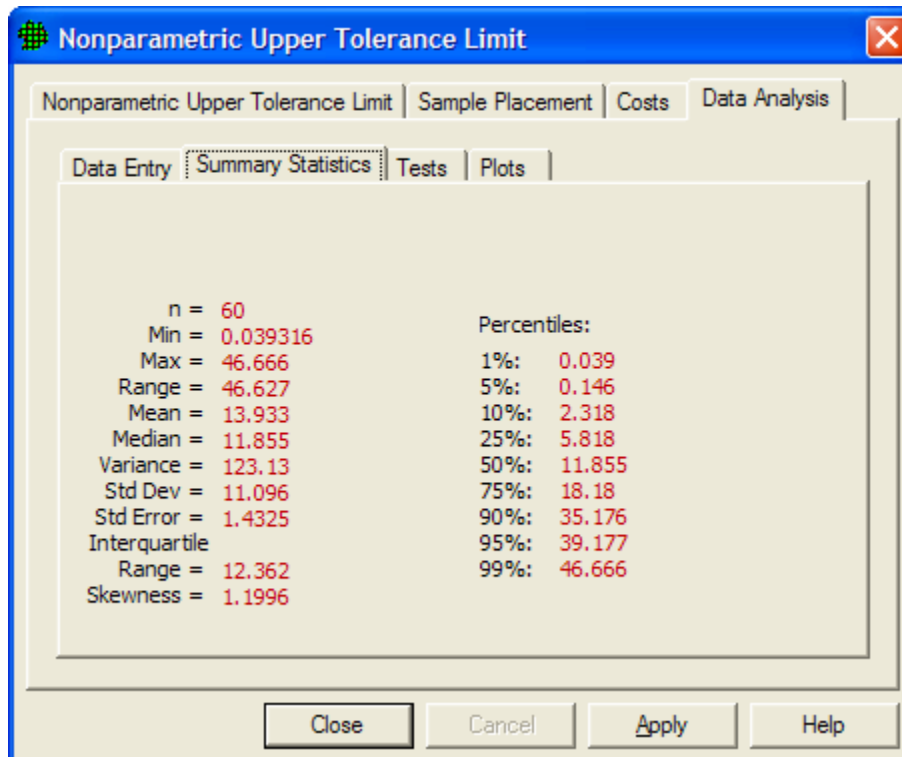 Nonparametric Upper Tolerance Limit
Nonparametric Upper Tolerance Limit Sample Placement Costs Data Analysis
Data Entry Summary Statistics Tests Plots
n = 60
Min = 0.039316
Max = 46.666
Range = 46.627
Mean = 13.933
Median = 11.855
Variance = 123.13
Std Dev = 11.096
Std Error = 1.4325
Interquartile
Range = 12.362
Skewness = 1.1996
Percentiles:
1%: 0.039
5%: 0.146
10%: 2.318
25%: 5.818
50%: 11.855
75%: 18.18
90%: 35.176
95%: 39.177
99%: 46.666
Close Cancel Apply Help